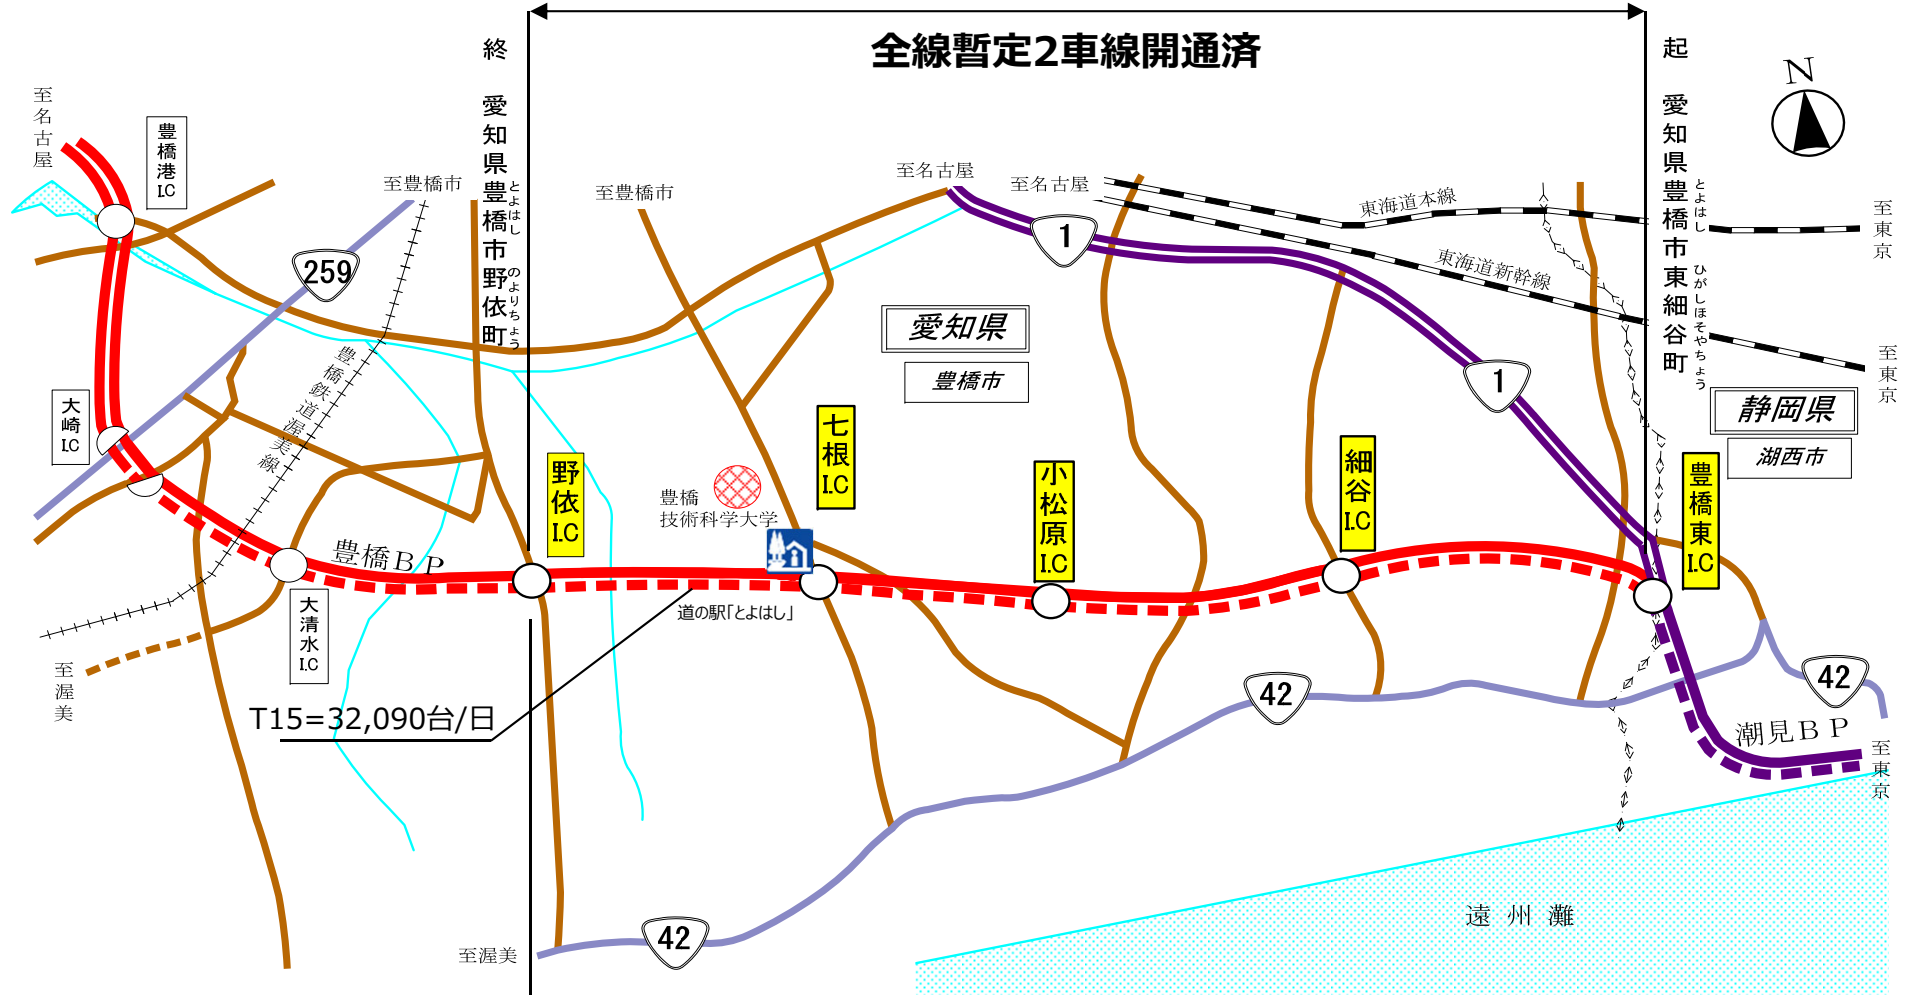 全線暫定2車線開通済
終 愛知県豊橋市野依町
とよはし
のよりちょう
起 愛知県豊橋市東細谷町
とよはし
ひがしほそやちょう
N
至名古屋
豊橋港I.C
至豊橋市
至豊橋市
至名古屋
至名古屋
東海道本線
東海道新幹線
至東京
至東京
259
1
1
愛知県
豊橋市
静岡県
湖西市
豊橋鉄道渥美線
大崎I.C
野依I.C
豊橋
技術科学大学
七根I.C
小松原I.C
細谷I.C
豊橋東I.C
豊橋BP
大清水I.C
道の駅「とよはし」
至渥美
T15=32,090台/日
42
42
潮見BP
至東京
遠州灘
42
至渥美